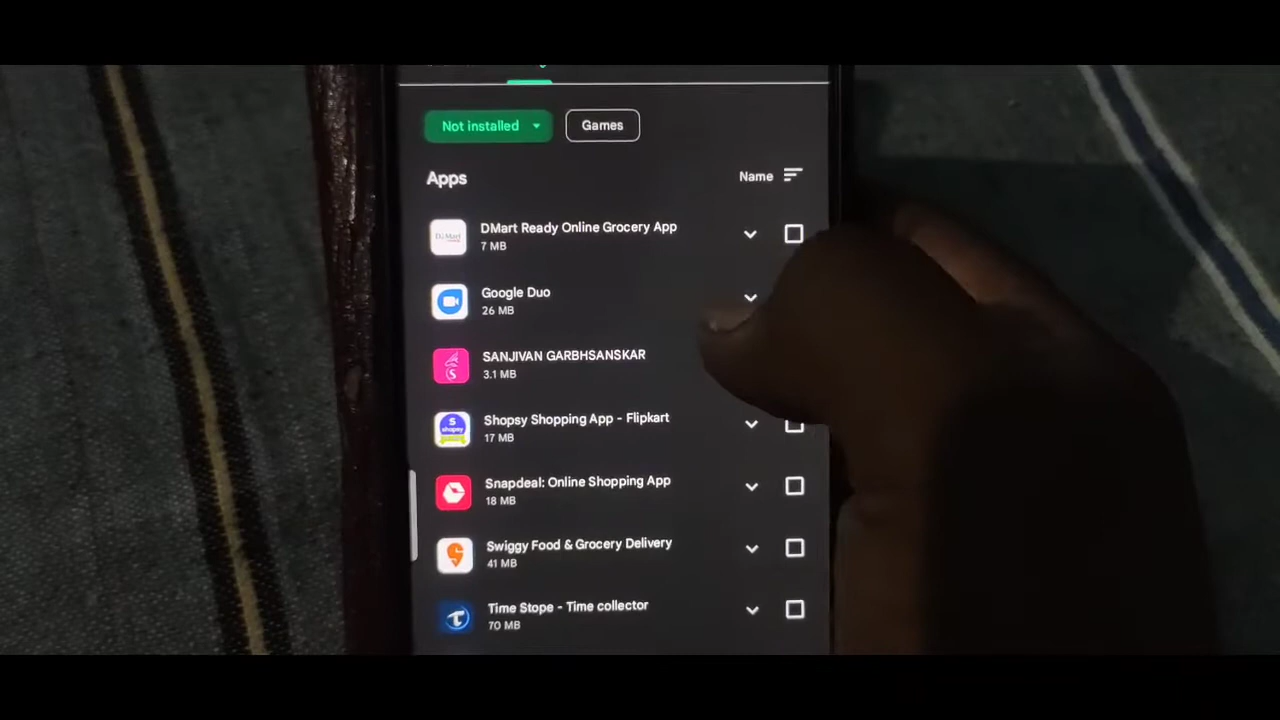 Not installed
Games
Apps
Name
DMart Ready Online Grocery App
7 MB
Google Duo
26 MB
SANJIVAN GARBHSANSKAR
3.1 MB
Shopsy Shopping App - Flipkart
17 MB
Snapdeal: Online Shopping App
18 MB
Swiggy Food & Grocery Delivery
41 MB
Time Stope - Time collector
70 MB